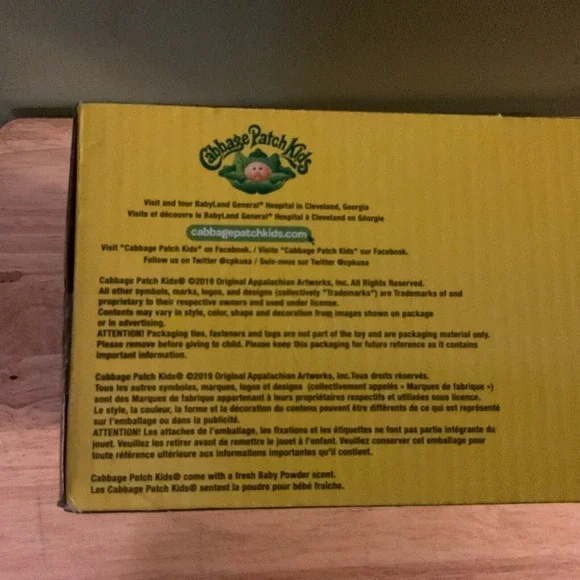 Cabbage Patch Kids
Visit and tour BabyLand General® Hospital in Cleveland, Georgia
Visite et découvre le BabyLand General® Hospital à Cleveland en Géorgie
cabbagepatchkids.com
Visit "Cabbage Patch Kids" on Facebook. / Visite "Cabbage Patch Kids" sur Facebook.
Follow us on Twitter @cpkusa / Suis-nous sur Twitter @cpkusa
Cabbage Patch Kids® ©2019 Original Appalachian Artworks, Inc. All Rights Reserved.
All other symbols, marks, logos, and designs (collectively "Trademarks") are Trademarks of and
proprietary to their respective owners and used under license.
Contents may vary in style, color, shape and decoration from images shown on package
or in advertising.
ATTENTION! Packaging ties, fasteners and tags are not part of the toy and are packaging material only.
Please remove before giving to child. Please keep this packaging for future reference as it contains
important information.
Cabbage Patch Kids® ©2019 Original Appalachian Artworks, Inc.Tous droits réservés.
Tous les autres symboles, marques, logos et designs (collectivement appelés « Marques de fabrique »)
sont des Marques de fabrique appartenant à leurs propriétaires respectifs et utilisées sous licence.
Le style, la couleur, la forme et la décoration du contenu peuvent être différents de ce qui est représenté
sur l'emballage ou dans la publicité.
ATTENTION! Les attaches de l'emballage, les fixations et les étiquettes ne font pas partie intégrante du
jouet. Veuillez les retirer avant de remettre le jouet à l'enfant. Veuillez conserver cet emballage pour
toute référence ultérieure aux informations importantes qu'il contient.
Cabbage Patch Kids® come with a fresh Baby Powder scent.
Les Cabbage Patch Kids® sentent la poudre pour bébé fraîche.